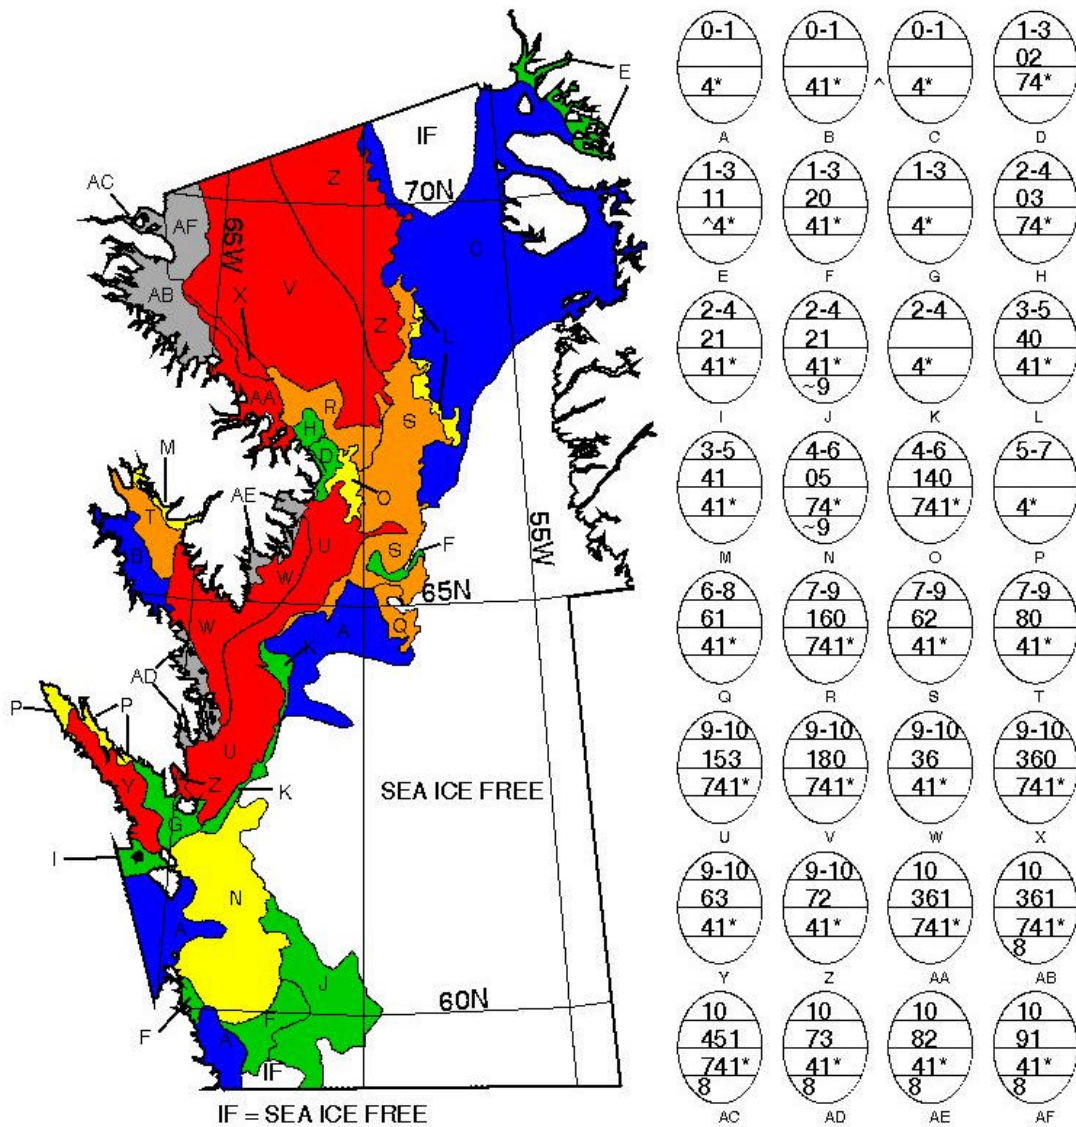 0-1 0-1 0-1 1-3
02
4* 41* ^ 4* 74*
A B C D
1-3 1-3 1-3 2-4
11 20 03
^4* 41* 4* 74*
E F G H
2-4 2-4 2-4 3-5
21 21 40
41* 41* 4* 41*
~9
I J K L
3-5 4-6 4-6 5-7
41 05 140
41* 74* 741* 4*
~9
M N O P
6-8 7-9 7-9 7-9
61 160 62 80
41* 741* 41* 41*
Q R S T
9-10 9-10 9-10 9-10
153 180 36 360
741* 741* 41* 741*
U V W X
9-10 9-10 10 10
63 72 361 361
41* 41* 741* 741*
8
Y Z AA AB
10 10 10 10
451 73 82 91
741* 41* 41* 41*
8 8 8 8
AC AD AE AF
E
IF
Z
70N
AC
AF
65W
C
AB
X
V
Z
L
AA
R
H
S
D
M
O
AE
T
U
S
F
55W
B
W
65N
W
A
Q
K
AD
P
P
U
Y
Z
K
SEA ICE FREE
G
I
N
A
J
60N
F
F
A
IF
IF = SEA ICE FREE